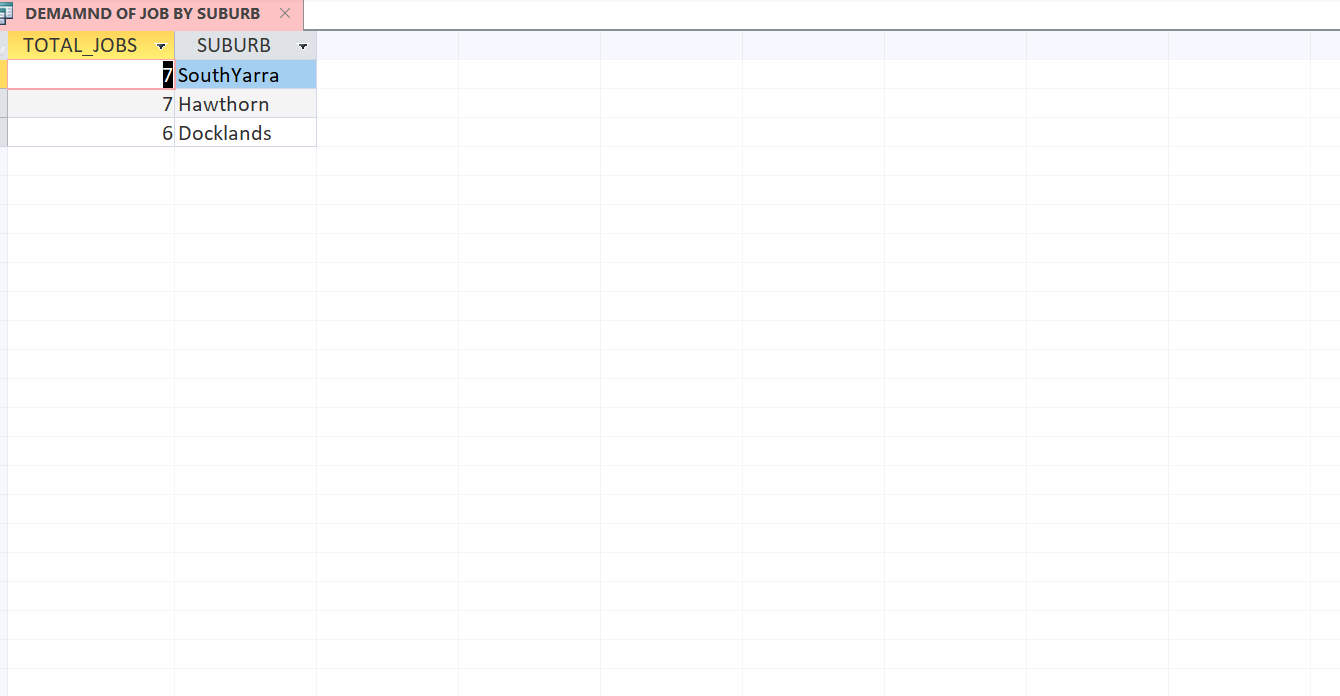 DEMAMND OF JOB BY SUBURB
TOTAL_JOBS SUBURB
7 SouthYarra
7 Hawthorn
6 Docklands